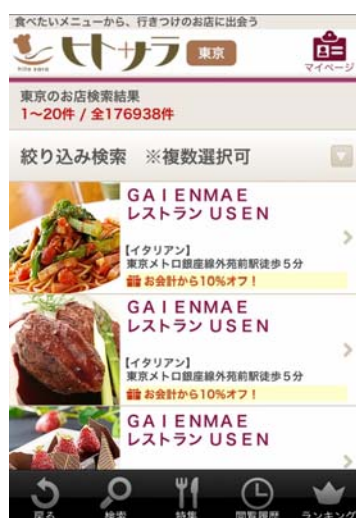 食べたいメニューから、行きつけのお店に出会う
ヒトサラ 東京
hito sara
マイページ
東京のお店検索結果
1〜20件 / 全176938件
絞り込み検索 ※複数選択可
GAIENMAE
レストラン USEN
【イタリアン】
東京メトロ銀座線外苑前駅徒歩5分
お会計から10%オフ!
GAIENMAE
レストラン USEN
【イタリアン】
東京メトロ銀座線外苑前駅徒歩5分
お会計から10%オフ!
GAIENMAE
レストラン USEN
戻る 検索 特集 閲覧履歴 ランキング